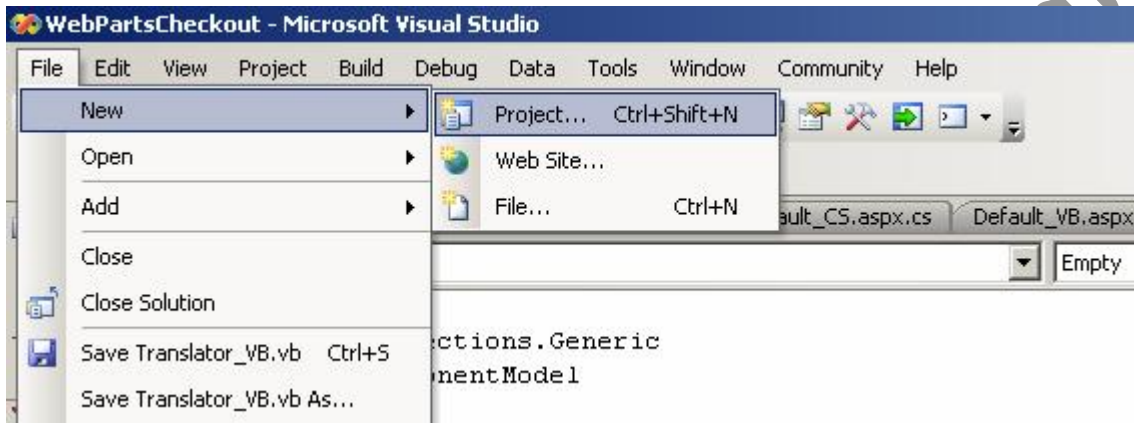 WebPartsCheckout - Microsoft Visual Studio
File Edit View Project Build Debug Data Tools Window Community Help
New Project... Ctrl+Shift+N
Open Web Site...
Add File... Ctrl+N
ault_CS.aspx.cs Default_VB.aspx
Close Empty
Close Solution
ctions.Generic
Save Translator_VB.vb Ctrl+S
onentModel
Save Translator_VB.vb As...